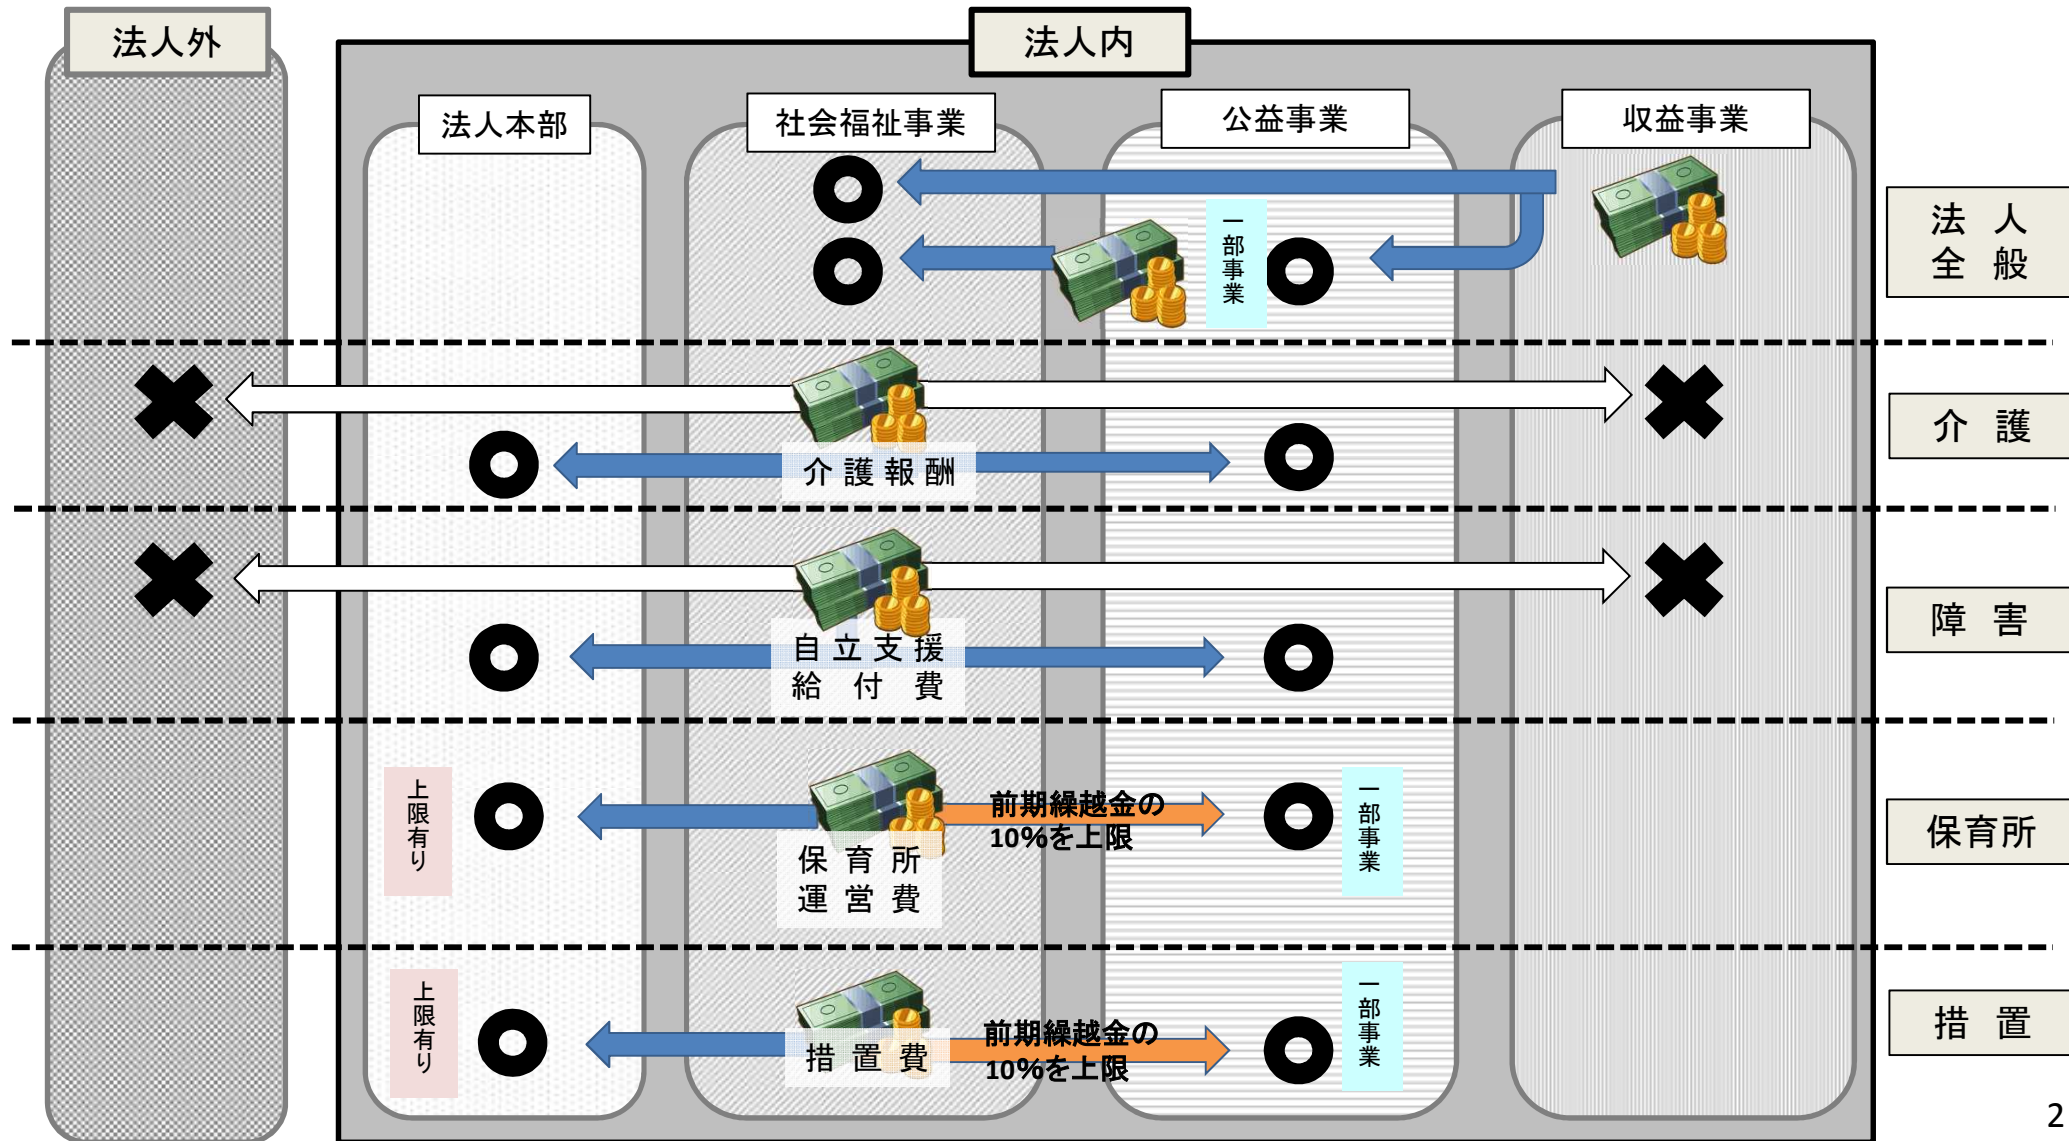 法人外
法人内
法人本部
社会福祉事業
公益事業
収益事業
一部事業
法 人
全 般
介護報酬
介 護
自立支援
給 付 費
障 害
上限有り
保 育 所
運 営 費
前期繰越金の
10%を上限
一部事業
保育所
上限有り
措 置 費
前期繰越金の
10%を上限
一部事業
措 置
2